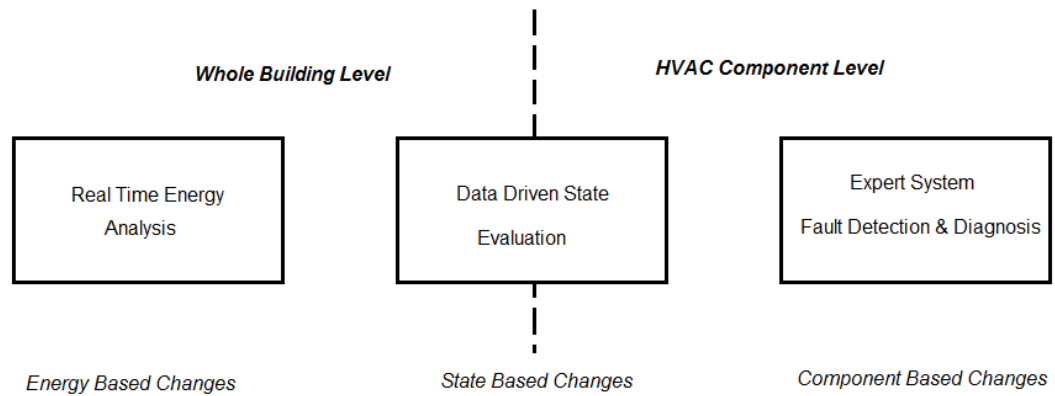 Whole Building Level
HVAC Component Level
Real Time Energy
Analysis
Data Driven State
Evaluation
Expert System
Fault Detection & Diagnosis
Energy Based Changes
State Based Changes
Component Based Changes